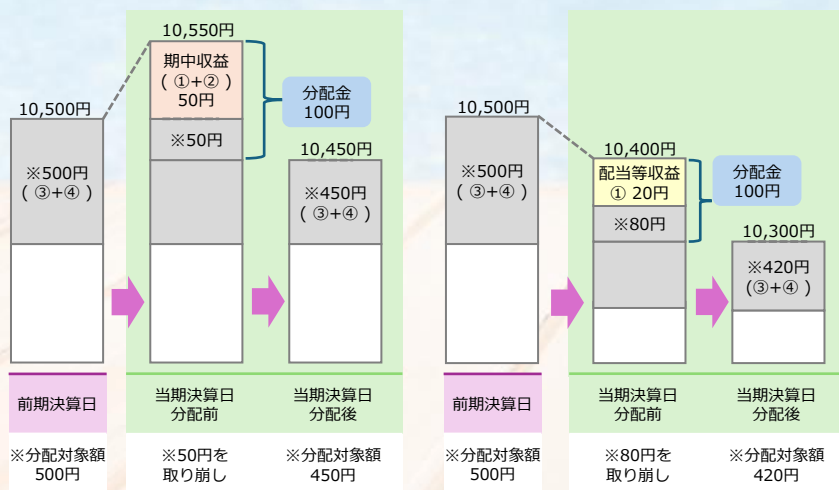 10,550円
期中収益
( ①+② )
50円
分配金
100円
10,500円
※50円
※500円
( ③+④ )
10,450円
※450円
( ③+④ )
前期決算日
当期決算日
分配前
当期決算日
分配後
※分配対象額
500円
※50円を
取り崩し
※分配対象額
450円
10,500円
※500円
( ③+④ )
10,400円
配当等収益
① 20円
※80円
分配金
100円
10,300円
※420円
(③+④ )
前期決算日
当期決算日
分配前
当期決算日
分配後
※分配対象額
500円
※80円を
取り崩し
※分配対象額
420円